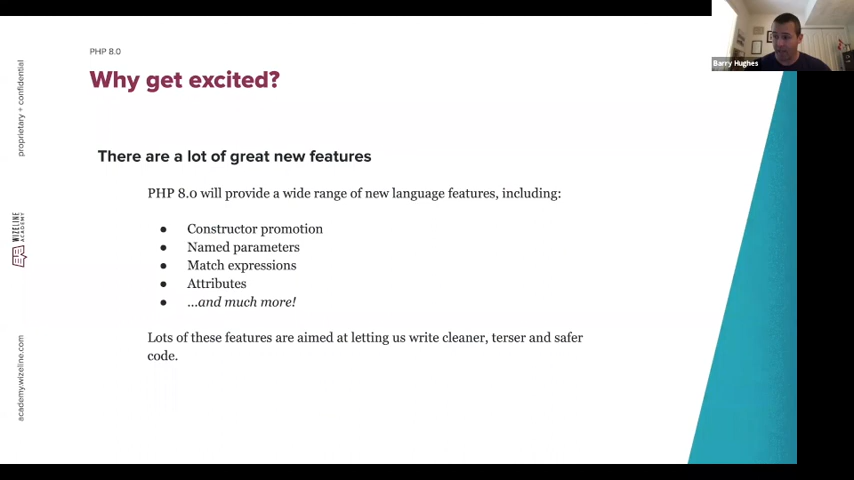 PHP 8.0
Why get excited?
There are a lot of great new features
PHP 8.0 will provide a wide range of new language features, including:
● Constructor promotion
● Named parameters
● Match expressions
● Attributes
● ...and much more!
Lots of these features are aimed at letting us write cleaner, terser and safer
code.
proprietary + confidential
WIZELINE
ACADEMY
academy.wizeline.com
Barry Hughes